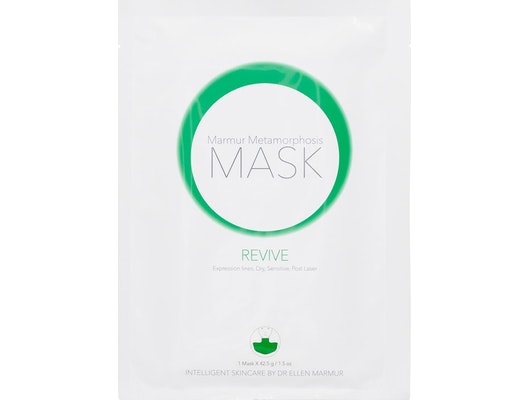 Marmur Metamorphosis
MASK
REVIVE
Expression lines, Dry, Sensitive, Post Laser
1 Mask X 42.5 g / 1.5 oz
INTELLIGENT SKINCARE BY DR ELLEN MARMUR